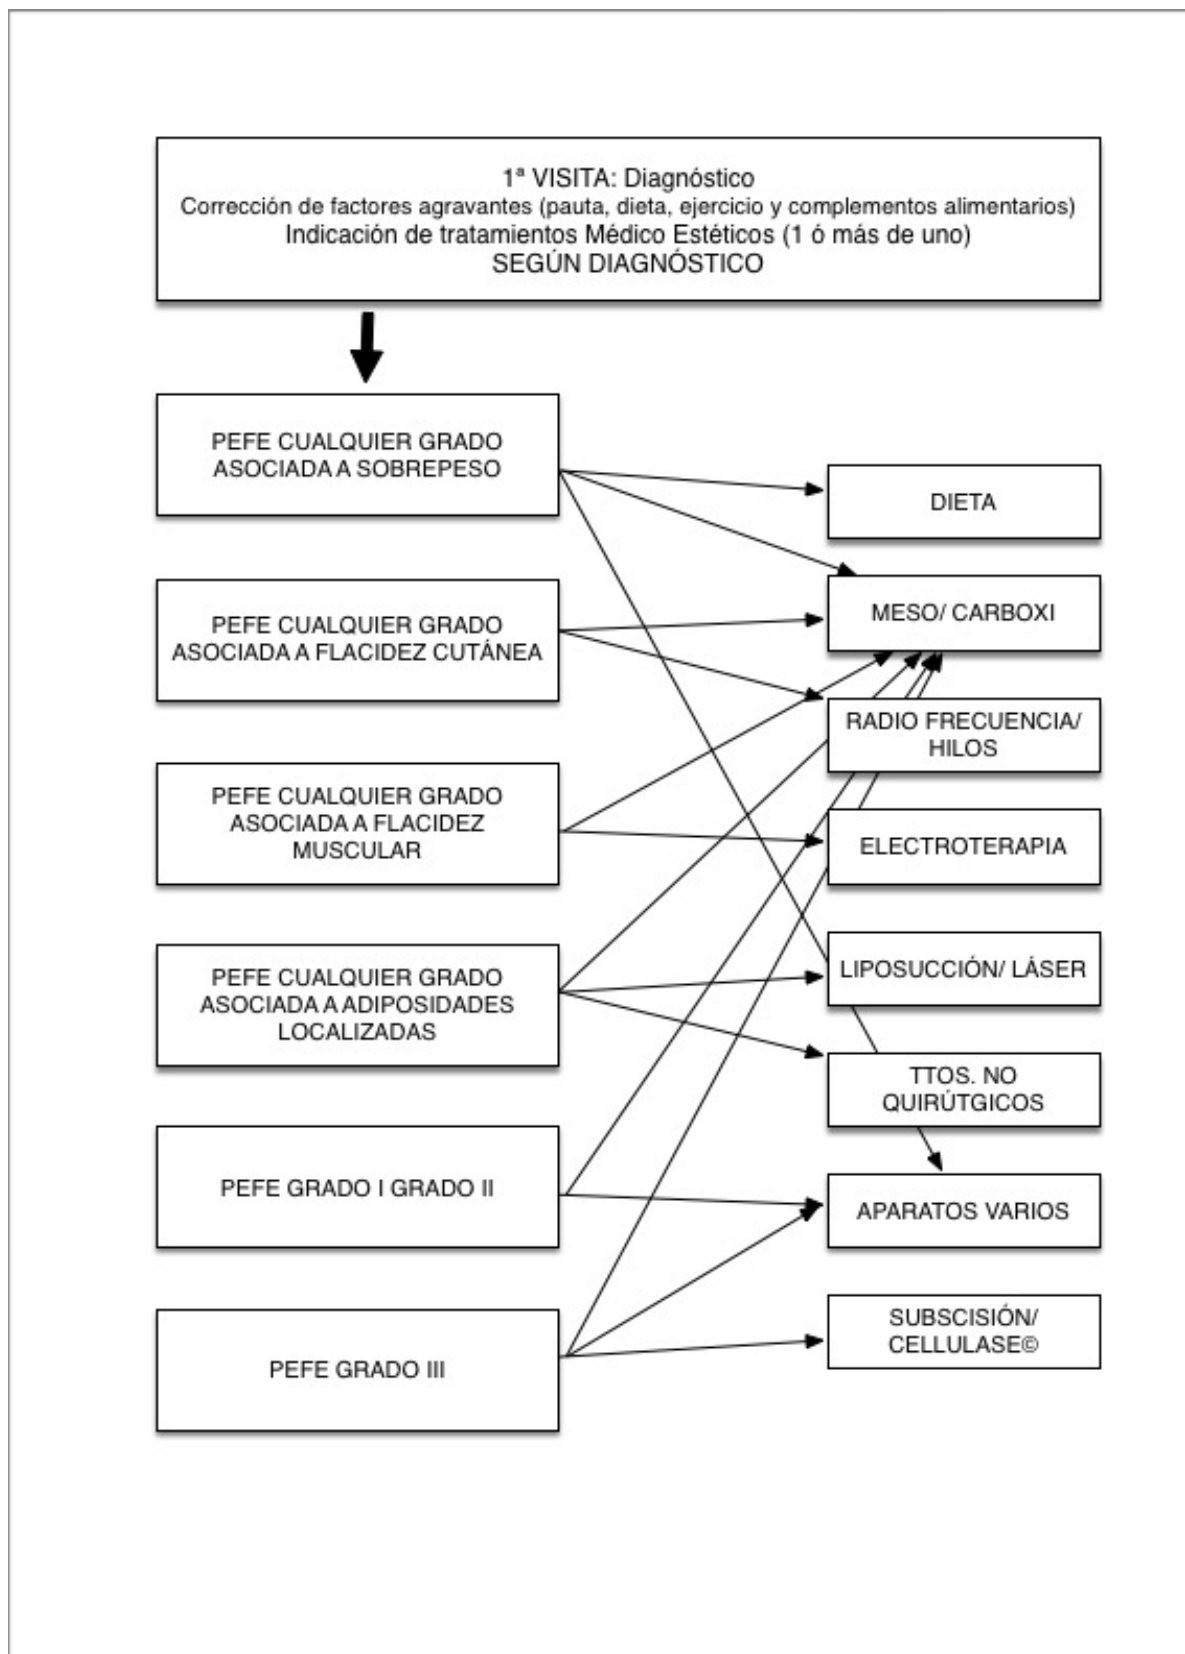 1ª VISITA: Diagnóstico
Corrección de factores agravantes (pauta, dieta, ejercicio y complementos alimentarios)
Indicación de tratamientos Médico Estéticos (1 ó más de uno)
SEGÚN DIAGNÓSTICO
PEFE CUALQUIER GRADO
ASOCIADA A SOBREPESO
PEFE CUALQUIER GRADO
ASOCIADA A FLACIDEZ CUTÁNEA
PEFE CUALQUIER GRADO
ASOCIADA A FLACIDEZ
MUSCULAR
PEFE CUALQUIER GRADO
ASOCIADA A ADIPOSIDADES
LOCALIZADAS
PEFE GRADO I GRADO II
PEFE GRADO III
DIETA
MESO/ CARBOXI
RADIO FRECUENCIA/
HILOS
ELECTROTERAPIA
LIPOSUCCIÓN/ LÁSER
TTOS. NO
QUIRÚTGICOS
APARATOS VARIOS
SUBSCISIÓN/
CELLULASE©